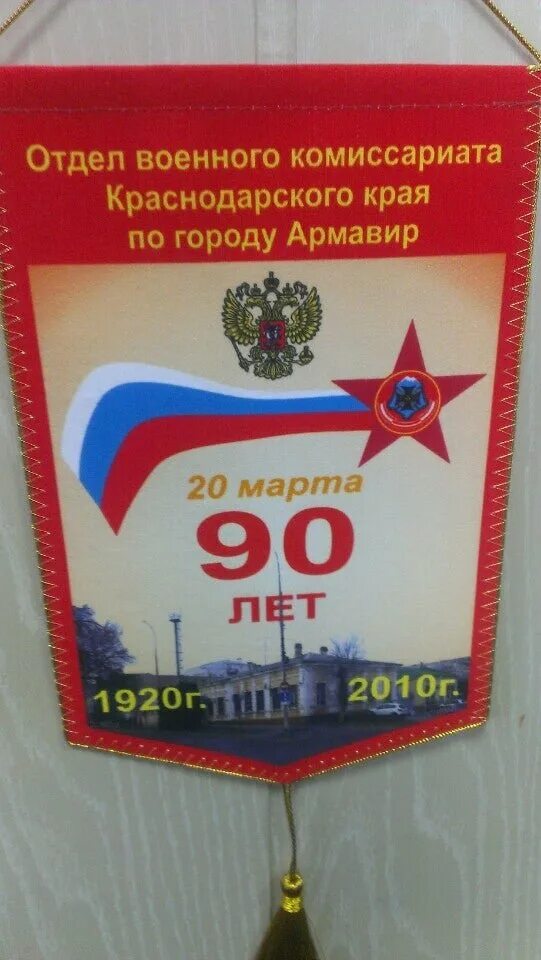 Отдел военного комиссариата
Краснодарского края
по городу Армавир
20 марта
90
ЛЕТ
1920г.
2010г.